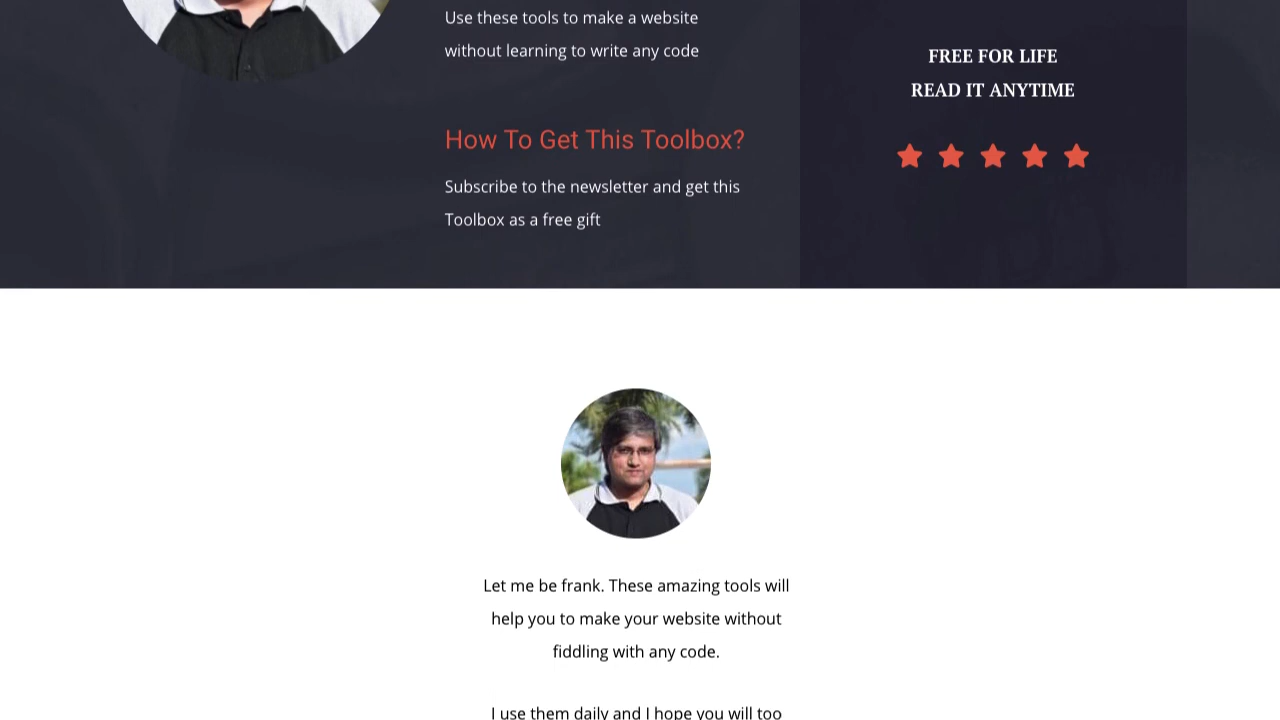 Use these tools to make a website
without learning to write any code
How To Get This Toolbox?
Subscribe to the newsletter and get this
Toolbox as a free gift
FREE FOR LIFE
READ IT ANYTIME
Let me be frank. These amazing tools will
help you to make your website without
fiddling with any code.
I use them daily and I hope you will too